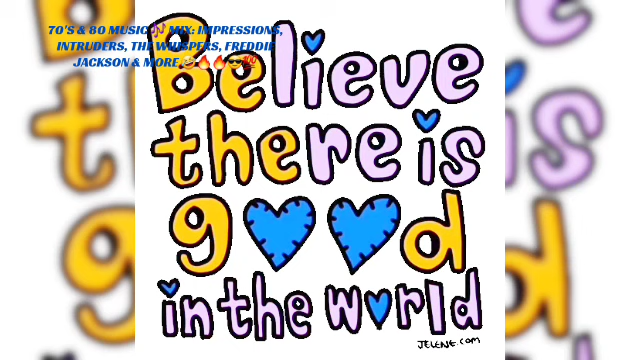 70'S & 80 MUSIC🎶 MIX: IMPRESSIONS,
INTRUDERS, THE WHISPERS, FREDDIE
JACKSON & MORE🤣🔥🔥😎💯
Believe
there is
good
in the world
JELENE.COM